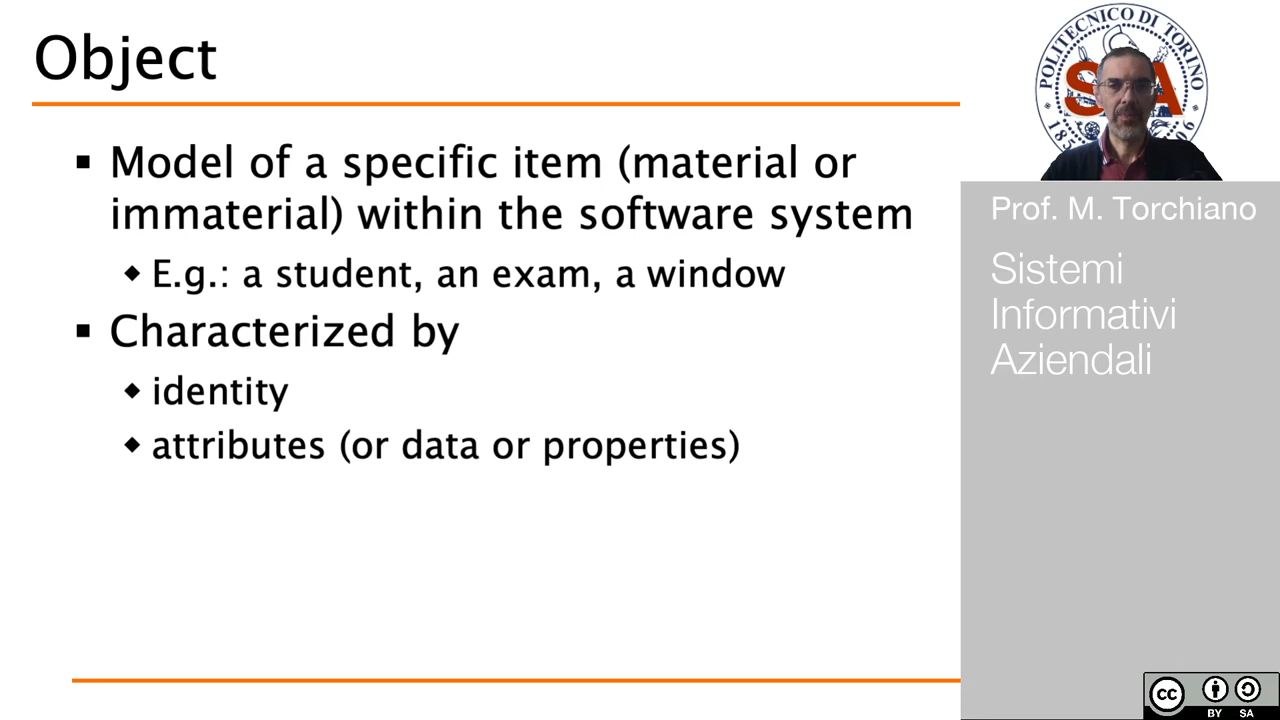 Object
▪ Model of a specific item (material or
immaterial) within the software system
◆ E.g.: a student, an exam, a window
▪ Characterized by
◆ identity
◆ attributes (or data or properties)
POLITECNICO DI TORINO
Prof. M. Torchiano
Sistemi
Informativi
Aziendali
cc
BY SA